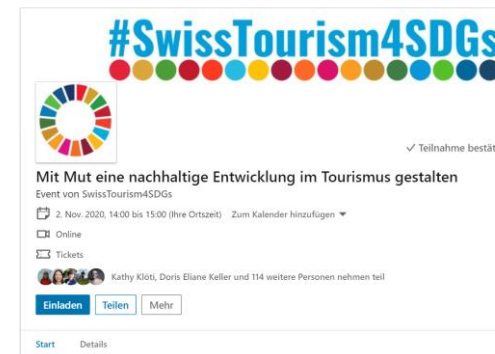 #SwissTourism4SDGs
✓ Teilnahme bestät
Mit Mut eine nachhaltige Entwicklung im Tourismus gestalten
Event von SwissTourism4SDGs
2. Nov. 2020, 14:00 bis 15:00 (Ihre Ortszeit) Zum Kalender hinzufügen
Online
Tickets
Kathy Klöti, Doris Eliane Keller und 114 weitere Personen nehmen teil
Einladen Teilen Mehr
Start Details